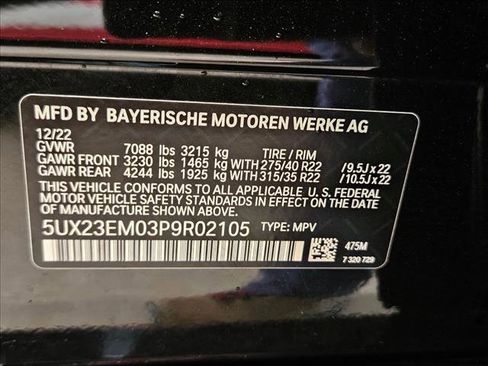 MFD BY BAYERISCHE MOTOREN WERKE AG
12/22
GVWR 7088 lbs 3215 kg TIRE / RIM
GAWR FRONT 3230 lbs 1465 kg WITH 275/40 R22 / 9.5J x 22
GAWR REAR 4244 lbs 1925 kg WITH 315/35 R22 / 10.5J x 22
THIS VEHICLE CONFORMS TO ALL APPLICABLE U. S. FEDERAL
MOTOR VEHICLE SAFETY STANDARDS IN EFFECT ON THE DATE
OF MANUFACTURE SHOWN ABOVE.
5UX23EM03P9R02105 TYPE: MPV
475M
7 320 729